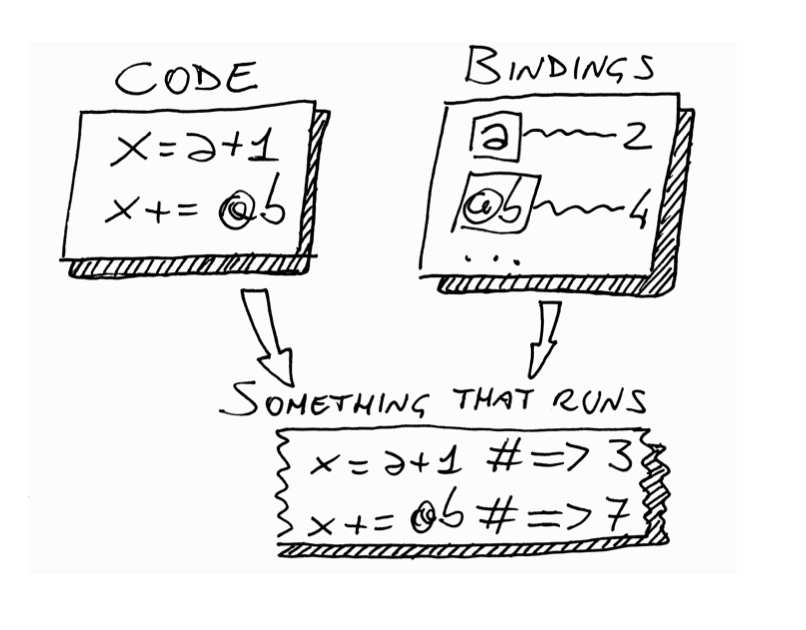 CODE
x=a+1
x+= @b
BINDINGS
a 2
@b 4
...
SOMETHING THAT RUNS
x=a+1 #=> 3
x+= @b #=> 7